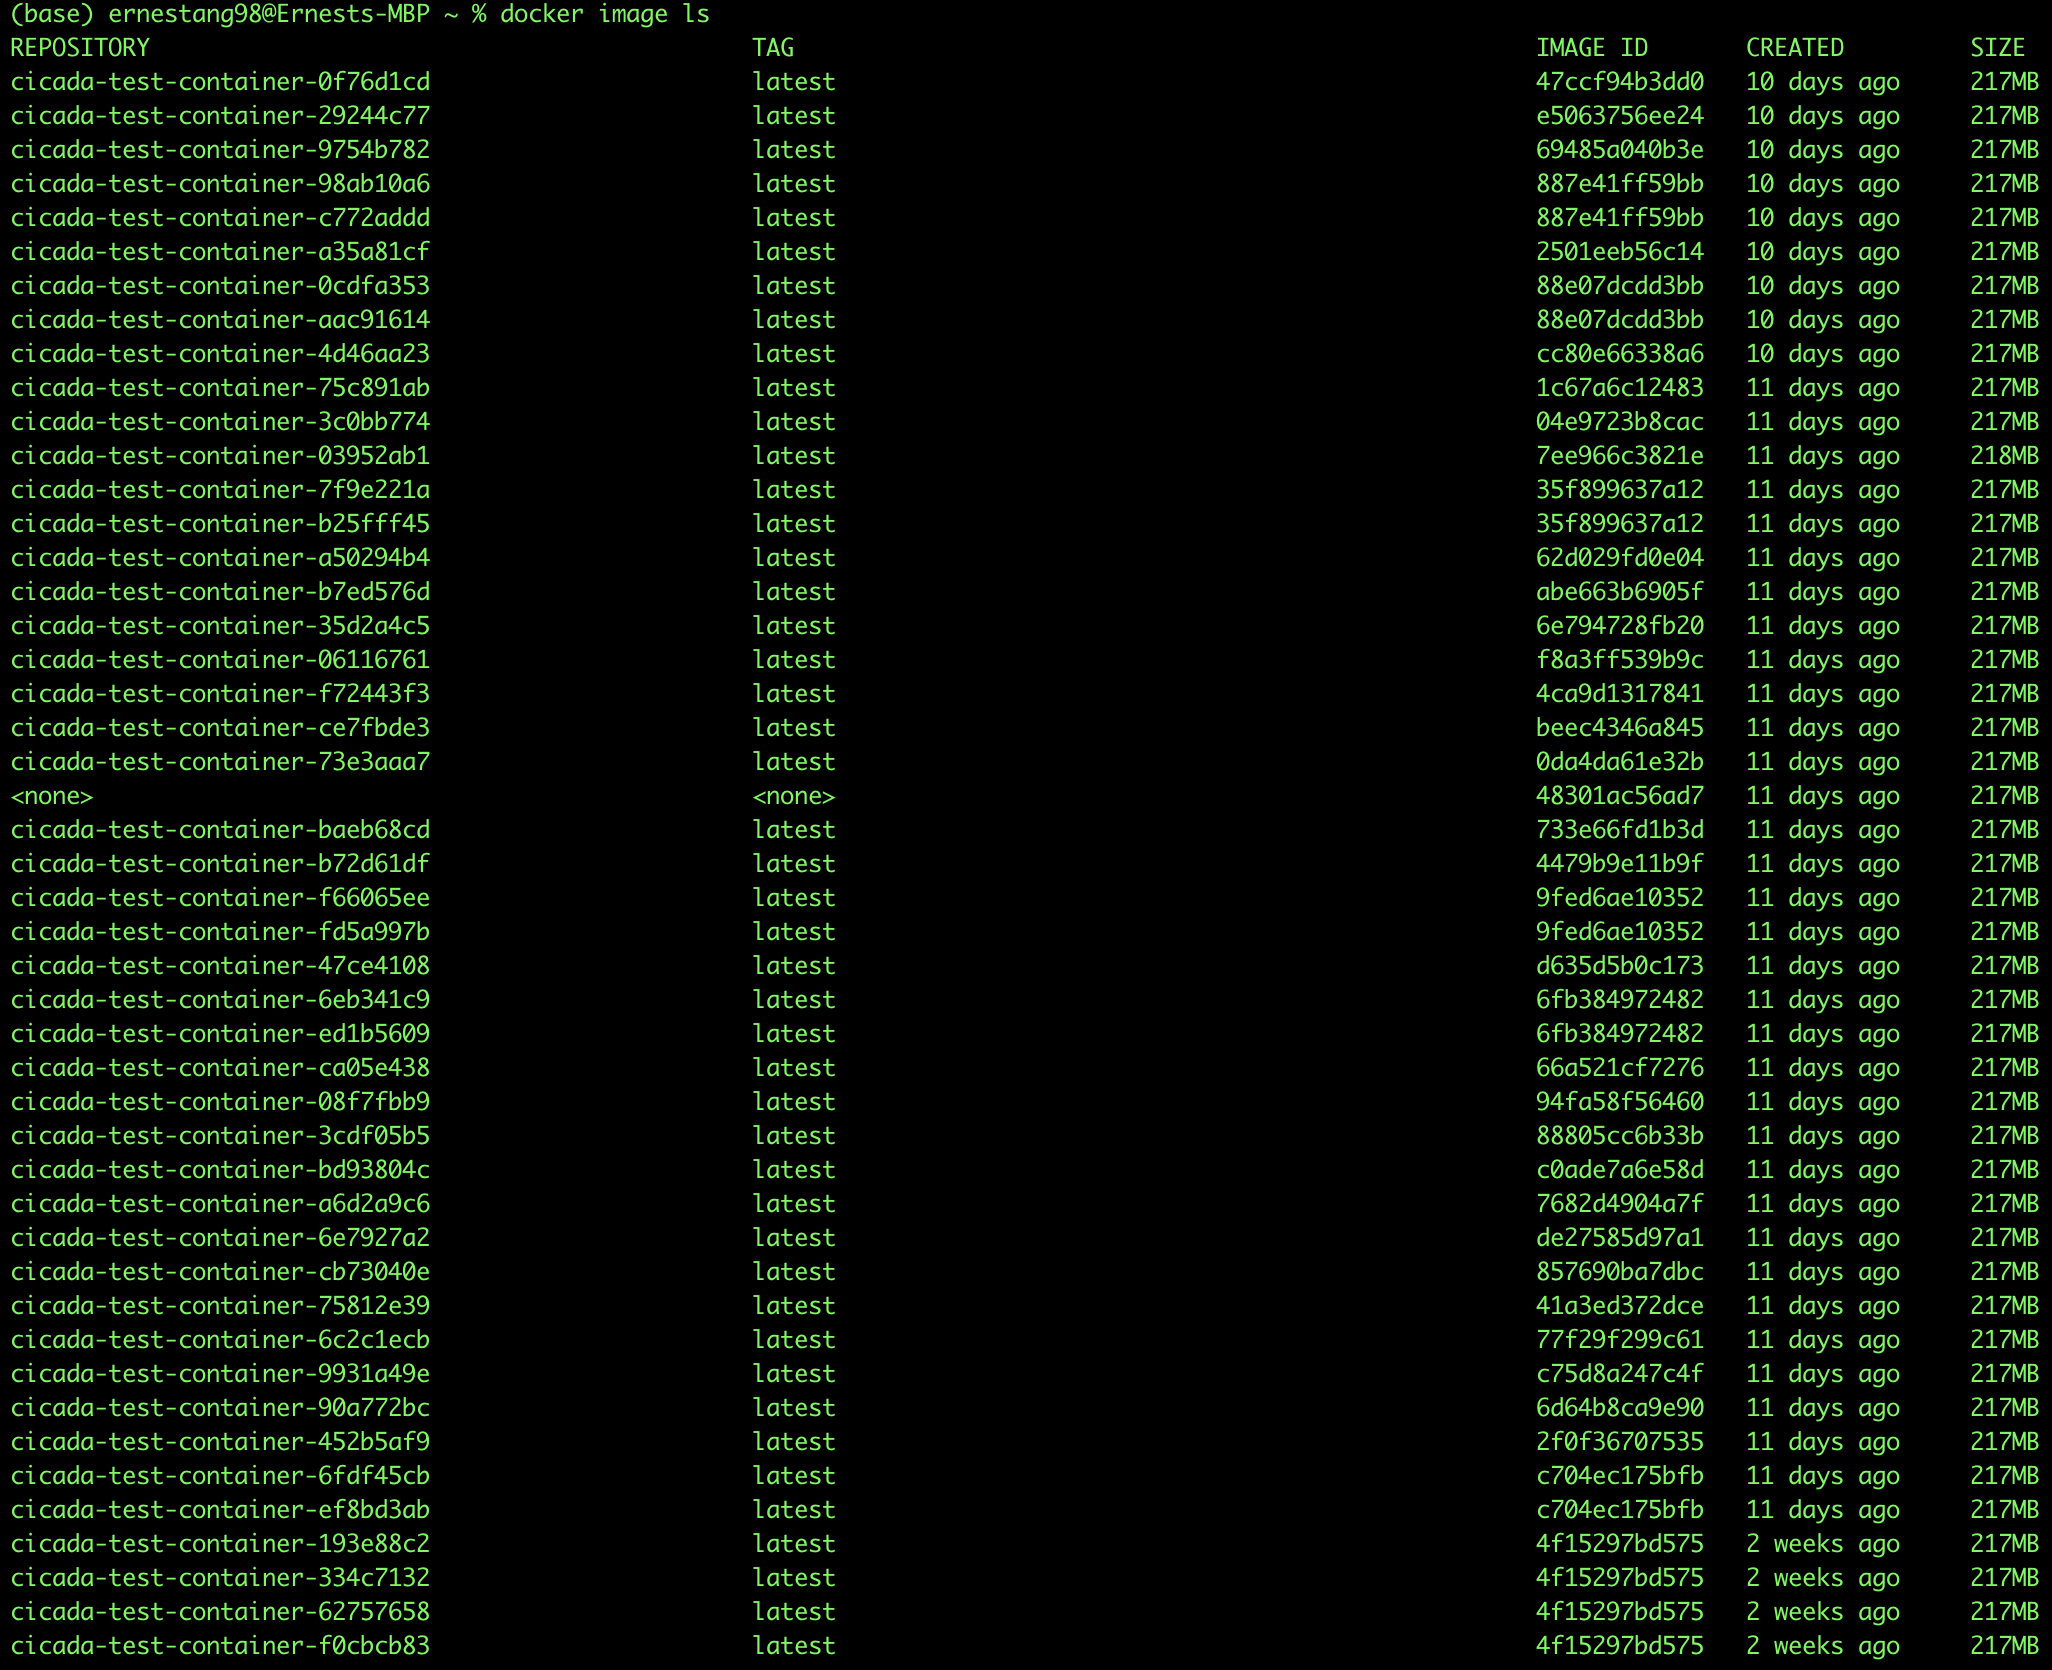 (base) ernestang98@Ernests-MBP ~ % docker image ls
REPOSITORY TAG IMAGE ID CREATED SIZE
cicada-test-container-0f76d1cd latest 47ccf94b3dd0 10 days ago 217MB
cicada-test-container-29244c77 latest e5063756ee24 10 days ago 217MB
cicada-test-container-9754b782 latest 69485a040b3e 10 days ago 217MB
cicada-test-container-98ab10a6 latest 887e41ff59bb 10 days ago 217MB
cicada-test-container-c772addd latest 887e41ff59bb 10 days ago 217MB
cicada-test-container-a35a81cf latest 2501eeb56c14 10 days ago 217MB
cicada-test-container-0cdfa353 latest 88e07dcdd3bb 10 days ago 217MB
cicada-test-container-aac91614 latest 88e07dcdd3bb 10 days ago 217MB
cicada-test-container-4d46aa23 latest cc80e66338a6 10 days ago 217MB
cicada-test-container-75c891ab latest 1c67a6c12483 11 days ago 217MB
cicada-test-container-3c0bb774 latest 04e9723b8cac 11 days ago 217MB
cicada-test-container-03952ab1 latest 7ee966c3821e 11 days ago 218MB
cicada-test-container-7f9e221a latest 35f899637a12 11 days ago 217MB
cicada-test-container-b25fff45 latest 35f899637a12 11 days ago 217MB
cicada-test-container-a50294b4 latest 62d029fd0e04 11 days ago 217MB
cicada-test-container-b7ed576d latest abe663b6905f 11 days ago 217MB
cicada-test-container-35d2a4c5 latest 6e794728fb20 11 days ago 217MB
cicada-test-container-06116761 latest f8a3ff539b9c 11 days ago 217MB
cicada-test-container-f72443f3 latest 4ca9d1317841 11 days ago 217MB
cicada-test-container-ce7fbde3 latest beec4346a845 11 days ago 217MB
cicada-test-container-73e3aaa7 latest 0da4da61e32b 11 days ago 217MB
<none> <none> 48301ac56ad7 11 days ago 217MB
cicada-test-container-baeb68cd latest 733e66fd1b3d 11 days ago 217MB
cicada-test-container-b72d61df latest 4479b9e11b9f 11 days ago 217MB
cicada-test-container-f66065ee latest 9fed6ae10352 11 days ago 217MB
cicada-test-container-fd5a997b latest 9fed6ae10352 11 days ago 217MB
cicada-test-container-47ce4108 latest d635d5b0c173 11 days ago 217MB
cicada-test-container-6eb341c9 latest 6fb384972482 11 days ago 217MB
cicada-test-container-ed1b5609 latest 6fb384972482 11 days ago 217MB
cicada-test-container-ca05e438 latest 66a521cf7276 11 days ago 217MB
cicada-test-container-08f7fbb9 latest 94fa58f56460 11 days ago 217MB
cicada-test-container-3cdf05b5 latest 88805cc6b33b 11 days ago 217MB
cicada-test-container-bd93804c latest c0ade7a6e58d 11 days ago 217MB
cicada-test-container-a6d2a9c6 latest 7682d4904a7f 11 days ago 217MB
cicada-test-container-6e7927a2 latest de27585d97a1 11 days ago 217MB
cicada-test-container-cb73040e latest 857690ba7dbc 11 days ago 217MB
cicada-test-container-75812e39 latest 41a3ed372dce 11 days ago 217MB
cicada-test-container-6c2c1ecb latest 77f29f299c61 11 days ago 217MB
cicada-test-container-9931a49e latest c75d8a247c4f 11 days ago 217MB
cicada-test-container-90a772bc latest 6d64b8ca9e90 11 days ago 217MB
cicada-test-container-452b5af9 latest 2f0f36707535 11 days ago 217MB
cicada-test-container-6fdf45cb latest c704ec175bfb 11 days ago 217MB
cicada-test-container-ef8bd3ab latest c704ec175bfb 11 days ago 217MB
cicada-test-container-193e88c2 latest 4f15297bd575 2 weeks ago 217MB
cicada-test-container-334c7132 latest 4f15297bd575 2 weeks ago 217MB
cicada-test-container-62757658 latest 4f15297bd575 2 weeks ago 217MB
cicada-test-container-f0cbcb83 latest 4f15297bd575 2 weeks ago 217MB